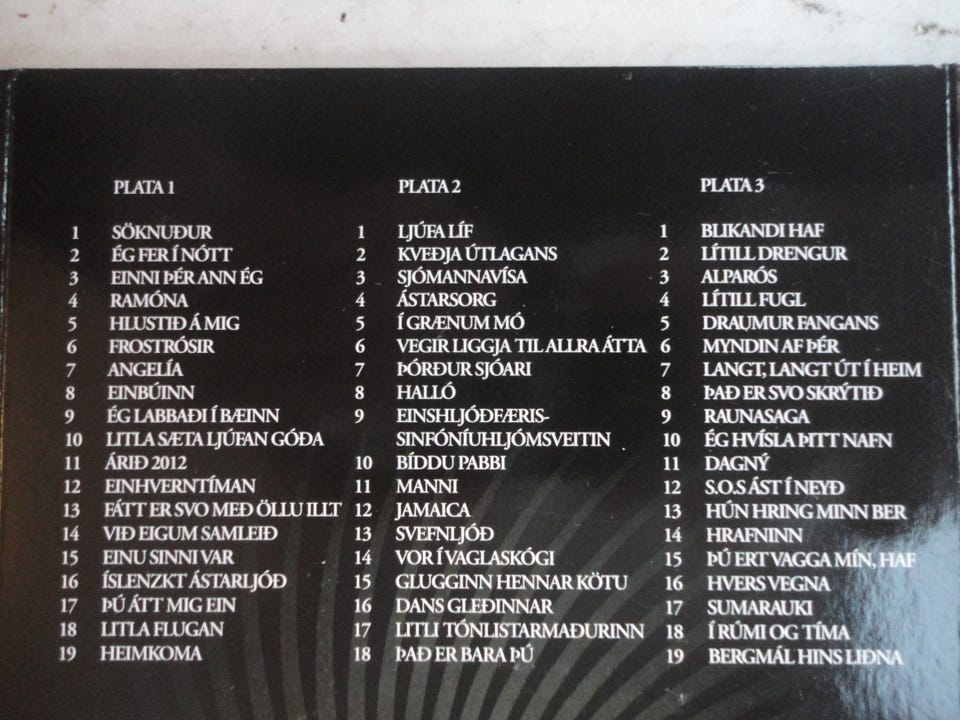 PLATA 1
1 SÖKNUÐUR
2 ÉG FER Í NÓTT
3 EINNI ÞÉR ANN ÉG
4 RAMÓNA
5 HLUSTIÐ Á MIG
6 FROSTRÓSIR
7 ANGELÍA
8 EINBÚINN
9 ÉG LABBAÐI Í BÆINN
10 LITLA SÆTA LJÚFAN GÓÐA
11 ÁRIÐ 2012
12 EINHVERNTÍMAN
13 FÁTT ER SVO MEÐ ÖLLU ILLT
14 VIÐ EIGUM SAMLEIÐ
15 EINU SINNI VAR
16 ÍSLENZKT ÁSTARLJÓÐ
17 ÞÚ ÁTT MIG EIN
18 LITLA FLUGAN
19 HEIMKOMA
PLATA 2
1 LJÚFA LÍF
2 KVEÐJA ÚTLAGANS
3 SJÓMANNAVÍSA
4 ÁSTARSORG
5 Í GRÆNUM MÓ
6 VEGIR LIGGJA TIL ALLRA ÁTTA
7 ÞÓRÐUR SJÓARI
8 HALLÓ
9 EINSHLJÓÐFÆRIS-
SINFÓNÍUHLJÓMSVEITIN
10 BÍDDU PABBI
11 MANNI
12 JAMAICA
13 SVEFNLJÓÐ
14 VOR Í VAGLASKÓGI
15 GLUGGINN HENNAR KÖTU
16 DANS GLEÐINNAR
17 LITLI TÓNLISTARMAÐURINN
18 ÞAÐ ER BARA ÞÚ
PLATA 3
1 BLIKANDI HAF
2 LÍTILL DRENGUR
3 ALPARÓS
4 LÍTILL FUGL
5 DRAUMUR FANGANS
6 MYNDIN AF ÞÉR
7 LANGT, LANGT ÚT Í HEIM
8 ÞAÐ ER SVO SKRÝTIÐ
9 RAUNASAGA
10 ÉG HVÍSLA ÞITT NAFN
11 DAGNÝ
12 S.O.S ÁST Í NEYÐ
13 HÚN HRING MINN BER
14 HRAFNINN
15 ÞÚ ERT VAGGA MÍN, HAF
16 HVERS VEGNA
17 SUMARAUKI
18 Í RÚMI OG TÍMA
19 BERGMÁL HINS LIÐNA